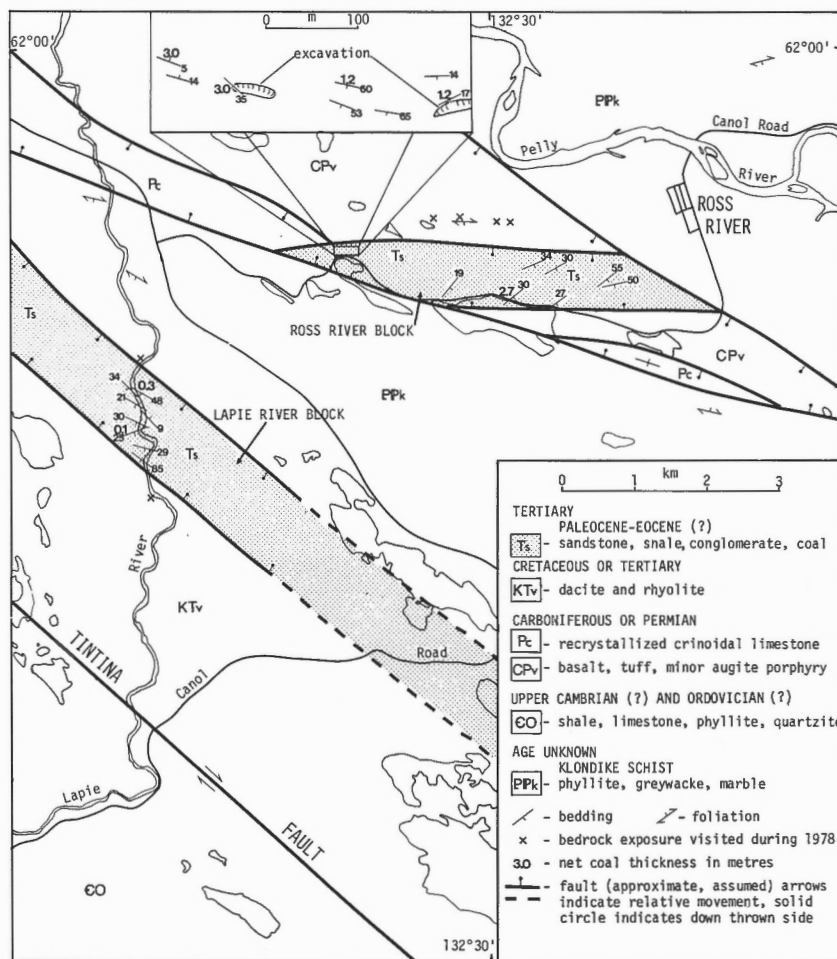 m
0 100
132°30'
62°00'
62°00'
excavation
3.0
5
14
3.0
35
1.2
60
53
65
14
1.2
17
PIPk
Canol Road
Pelly
River
ROSS
RIVER
CPv
Pc
Ts
34
30
Ts
55
50
19
2.7
30
27
ROSS RIVER BLOCK
CPv
Pc
Ts
PIPk
LAPIE RIVER BLOCK
34
0.3
21
48
30
0.1
9
25
Ts
29
85
River
KTv
TINTINA
FAULT
Canol
Road
Lapie
ЄO
132°30'
km
0 1 2 3
TERTIARY
PALEOCENE-EOCENE (?)
Ts - sandstone, snale, conglomerate, coal
CRETACEOUS OR TERTIARY
KTv - dacite and rhyolite
CARBONIFEROUS OR PERMIAN
Pc - recrystallized crinoidal limestone
CPv - basalt, tuff, minor augite porphyry
UPPER CAMBRIAN (?) AND ORDOVICIAN (?)
ЄO - shale, limestone, phyllite, quartzite
AGE UNKNOWN
KLONDIKE SCHIST
PIPk - phyllite, greywacke, marble
- bedding - foliation
× - bedrock exposure visited during 1978
3.0 - net coal thickness in metres
- fault (approximate, assumed) arrows
indicate relative movement, solid
circle indicates down thrown side